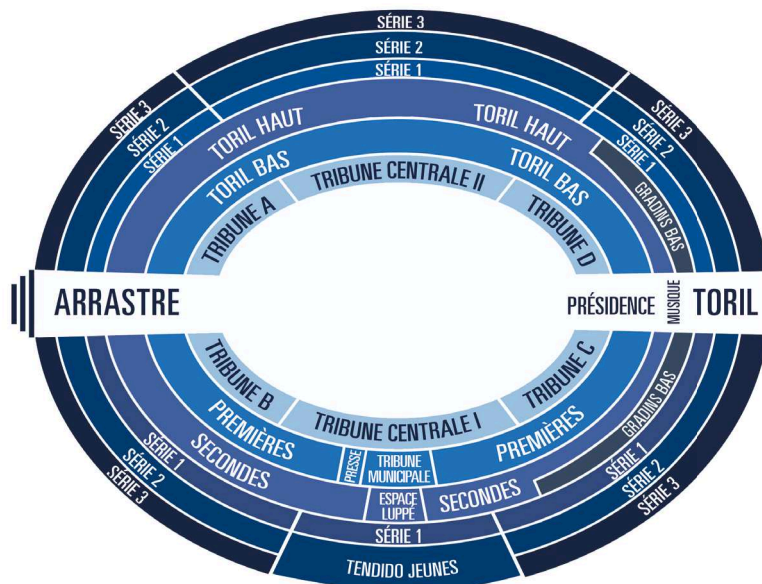 SÉRIE 3
SÉRIE 2
SÉRIE 1
SÉRIE 3
SÉRIE 2
SÉRIE 1
SÉRIE 3
SÉRIE 2
SÉRIE 1
TORIL HAUT
TORIL HAUT
TORIL BAS
TORIL BAS
GRADINS BAS
TRIBUNE A
TRIBUNE CENTRALE II
TRIBUNE D
ARRASTRE
PRÉSIDENCE
MUSIQUE
TORIL
TRIBUNE B
TRIBUNE CENTRALE I
TRIBUNE C
PREMIÈRES
PREMIÈRES
GRADINS BAS
SECONDES
PRESSE
TRIBUNE
MUNICIPALE
SECONDES
ESPACE
LUPPÉ
SÉRIE 1
SÉRIE 2
SÉRIE 3
SÉRIE 1
SÉRIE 1
SÉRIE 2
SÉRIE 3
TENDIDO JEUNES